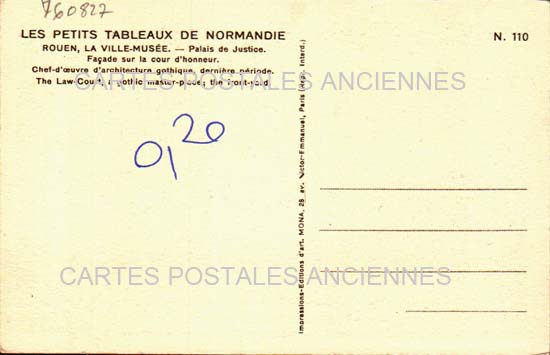 760827
LES PETITS TABLEAUX DE NORMANDIE
N. 110
ROUEN, LA VILLE-MUSÉE. — Palais de Justice.
Façade sur la cour d'honneur.
Chef-d'œuvre d'architecture gothique, dernière période.
The Law-Court, a gothic master-piece; the front-yard.
CARTES POSTALES ANCIENNES
0,20
CARTES POSTALES ANCIENNES
Impressions-Editions d'art. MONA, 28 av. Victor-Emmanuel, Paris (Rep. Interd.)